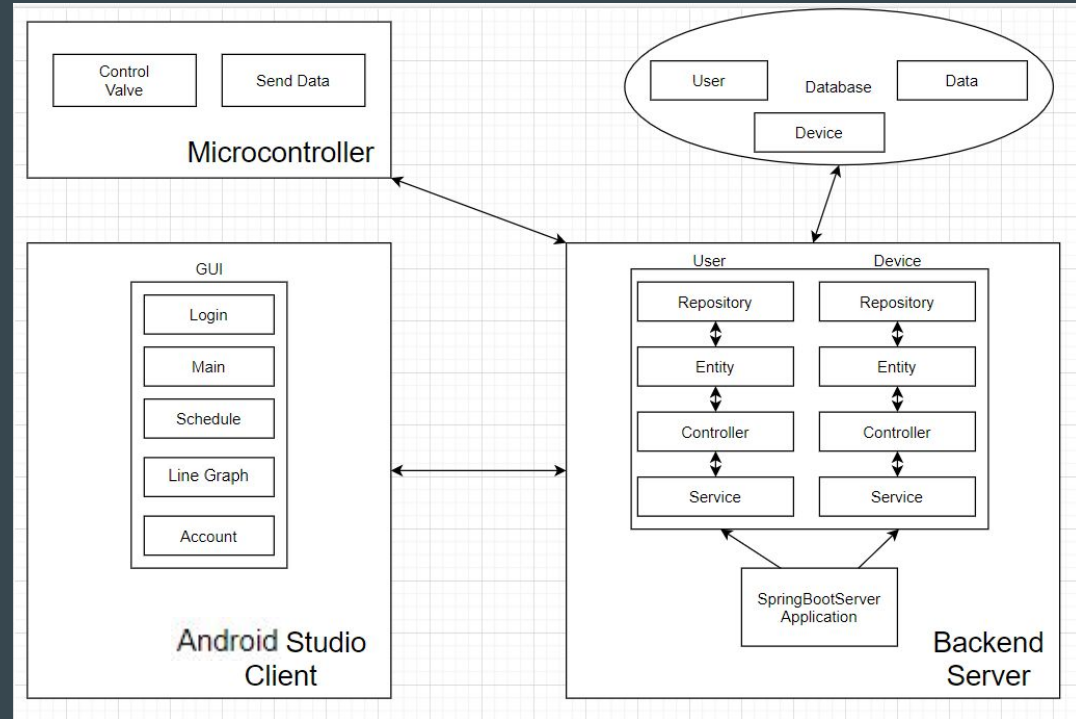 Control
Valve
Send Data
Microcontroller
User
Database
Data
Device
GUI
Login
Main
Schedule
Line Graph
Account
Android Studio
Client
User
Device
Repository
Repository
Entity
Entity
Controller
Controller
Service
Service
SpringBootServer
Application
Backend
Server